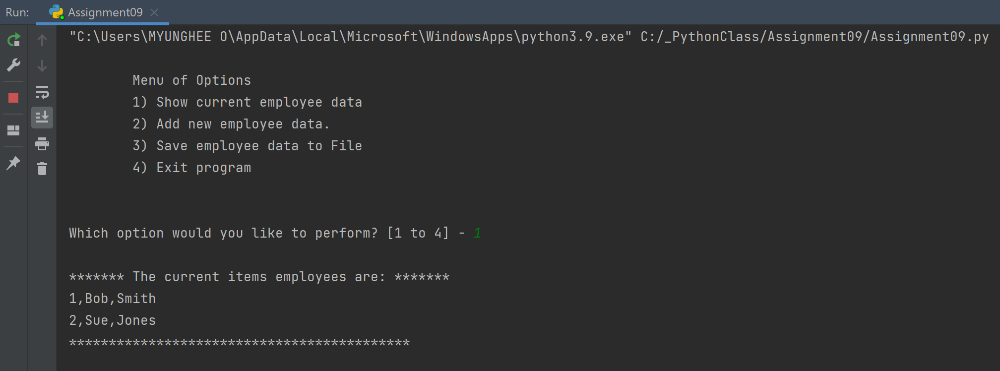 Run: Assignment09
"C:\Users\MYUNGHEE O\AppData\Local\Microsoft\WindowsApps\python3.9.exe" C:/_PythonClass/Assignment09/Assignment09.py
Menu of Options
1) Show current employee data
2) Add new employee data.
3) Save employee data to File
4) Exit program
Which option would you like to perform? [1 to 4] - 1
******* The current items employees are: *******
1,Bob,Smith
2,Sue,Jones
*******************************************